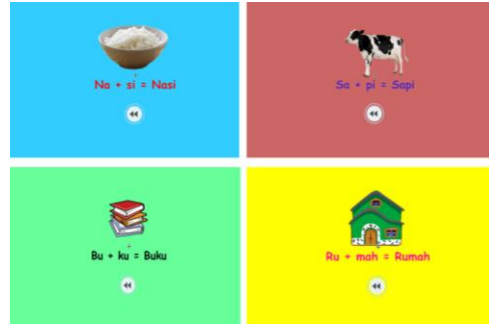 Na + si = Nasi
Sa + pi = Sapi
Bu + ku = Buku
Ru + mah = Rumah